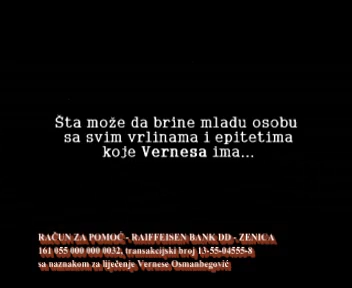 Šta može da brine mladu osobu
sa svim vrlinama i epitetima
koje Vernesa ima...
RAČUN ZA POMOĆ - RAIFFEISEN BANK DD - ZENICA
161 055 000 000 0032, transakcijski broj 13-55-04555-8
sa naznakom za liječenje Vernese Osmanbegović